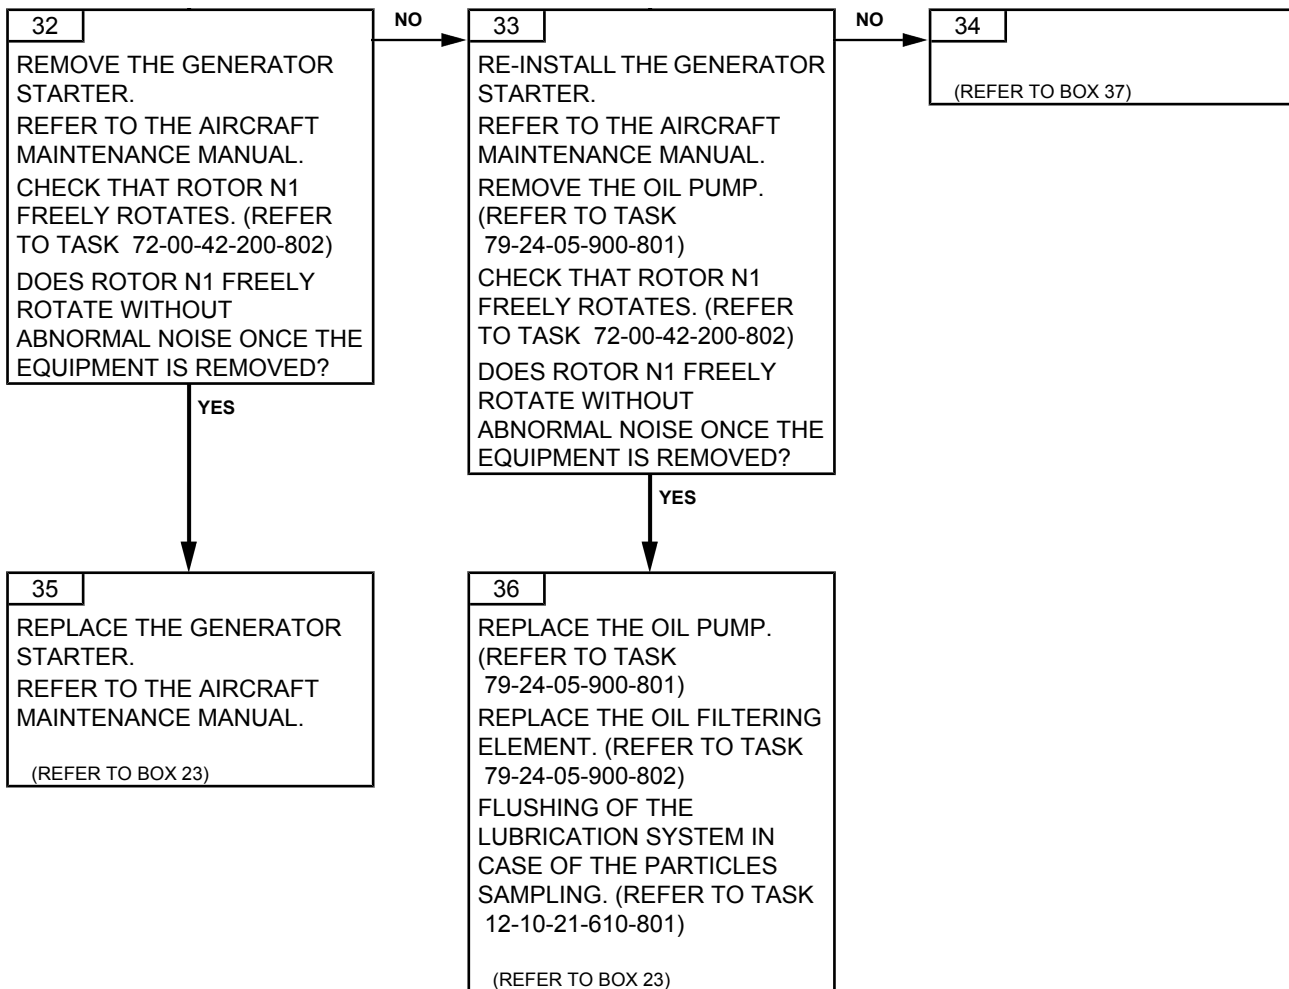 32
REMOVE THE GENERATOR
STARTER.
REFER TO THE AIRCRAFT
MAINTENANCE MANUAL.
CHECK THAT ROTOR N1
FREELY ROTATES. (REFER
TO TASK 72-00-42-200-802)
DOES ROTOR N1 FREELY
ROTATE WITHOUT
ABNORMAL NOISE ONCE THE
EQUIPMENT IS REMOVED?
NO
YES
33
RE-INSTALL THE GENERATOR
STARTER.
REFER TO THE AIRCRAFT
MAINTENANCE MANUAL.
REMOVE THE OIL PUMP.
(REFER TO TASK
79-24-05-900-801)
CHECK THAT ROTOR N1
FREELY ROTATES. (REFER
TO TASK 72-00-42-200-802)
DOES ROTOR N1 FREELY
ROTATE WITHOUT
ABNORMAL NOISE ONCE THE
EQUIPMENT IS REMOVED?
NO
YES
34
(REFER TO BOX 37)
35
REPLACE THE GENERATOR
STARTER.
REFER TO THE AIRCRAFT
MAINTENANCE MANUAL.
(REFER TO BOX 23)
36
REPLACE THE OIL PUMP.
(REFER TO TASK
79-24-05-900-801)
REPLACE THE OIL FILTERING
ELEMENT. (REFER TO TASK
79-24-05-900-802)
FLUSHING OF THE
LUBRICATION SYSTEM IN
CASE OF THE PARTICLES
SAMPLING. (REFER TO TASK
12-10-21-610-801)
(REFER TO BOX 23)